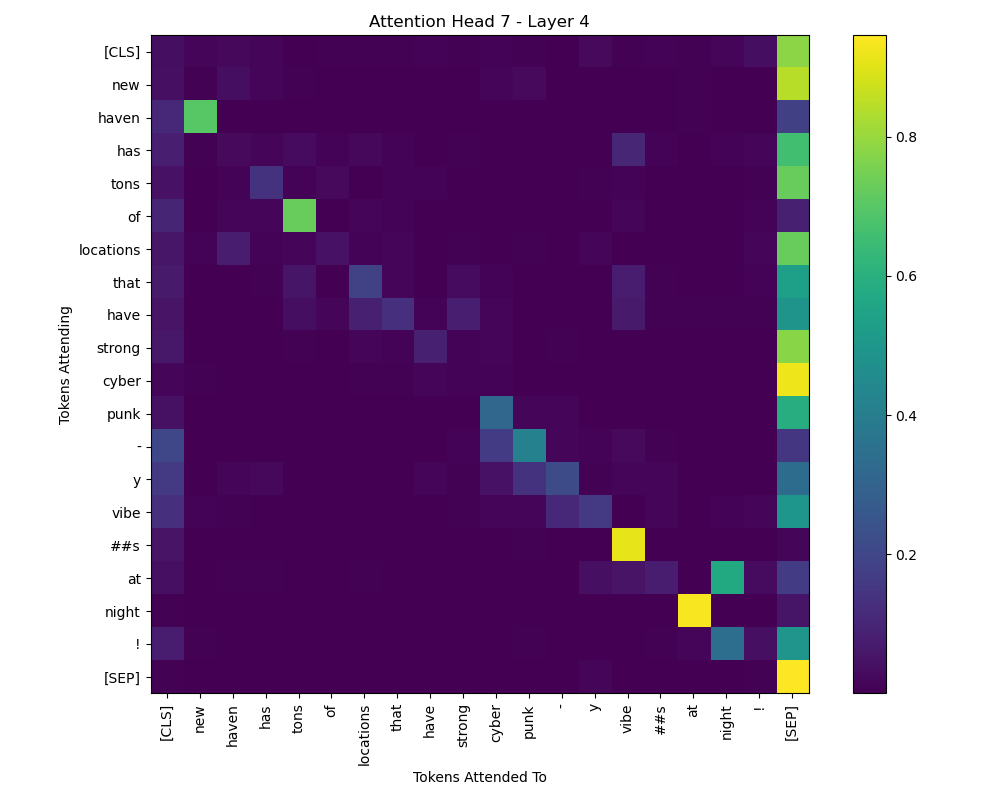 Attention Head 7 - Layer 4
[CLS]
new
haven
has
tons
of
locations
that
have
strong
cyber
punk
-
y
vibe
##s
at
night
!
[SEP]
Tokens Attending
[CLS]
new
haven
has
tons
of
locations
that
have
strong
cyber
punk
-
y
vibe
##s
at
night
!
[SEP]
Tokens Attended To
0.8
0.6
0.4
0.2